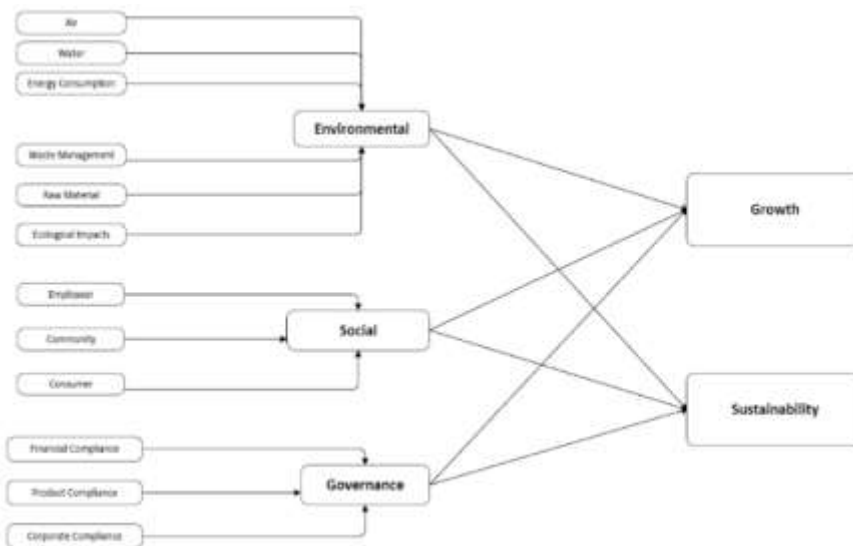 Air
Water
Energy Consumption
Environmental
Waste Management
Raw Material
Ecological Impacts
Growth
Employee
Social
Community
Consumer
Sustainability
Financial Compliance
Governance
Product Compliance
Corporate Compliance